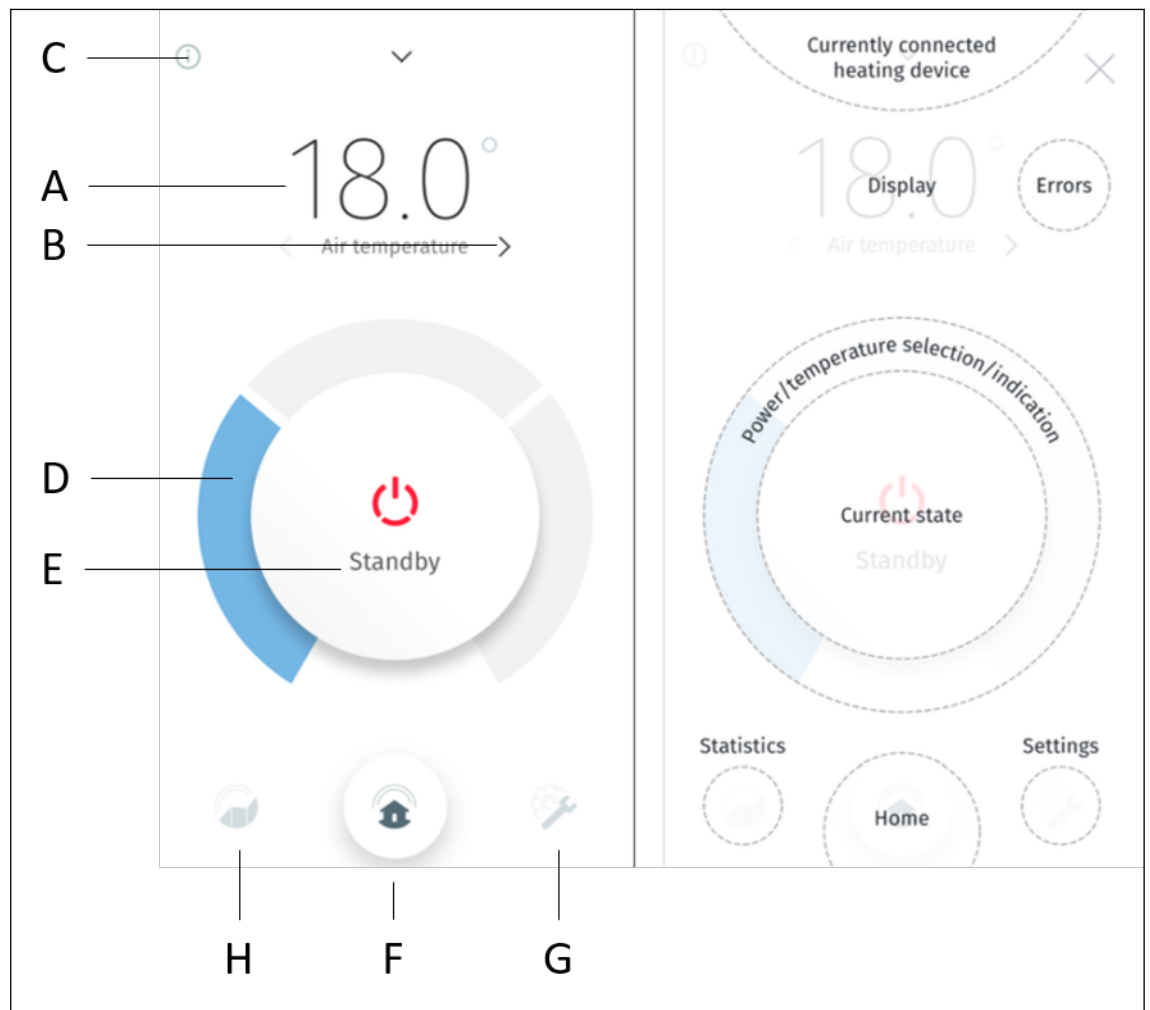 C
A
18.0°
B
Air temperature
D
E
Standby
H
F
G
Currently connected
heating device
18.0°
Display
Errors
Air temperature
Power/temperature selection/indication
Current state
Standby
Statistics
Settings
Home